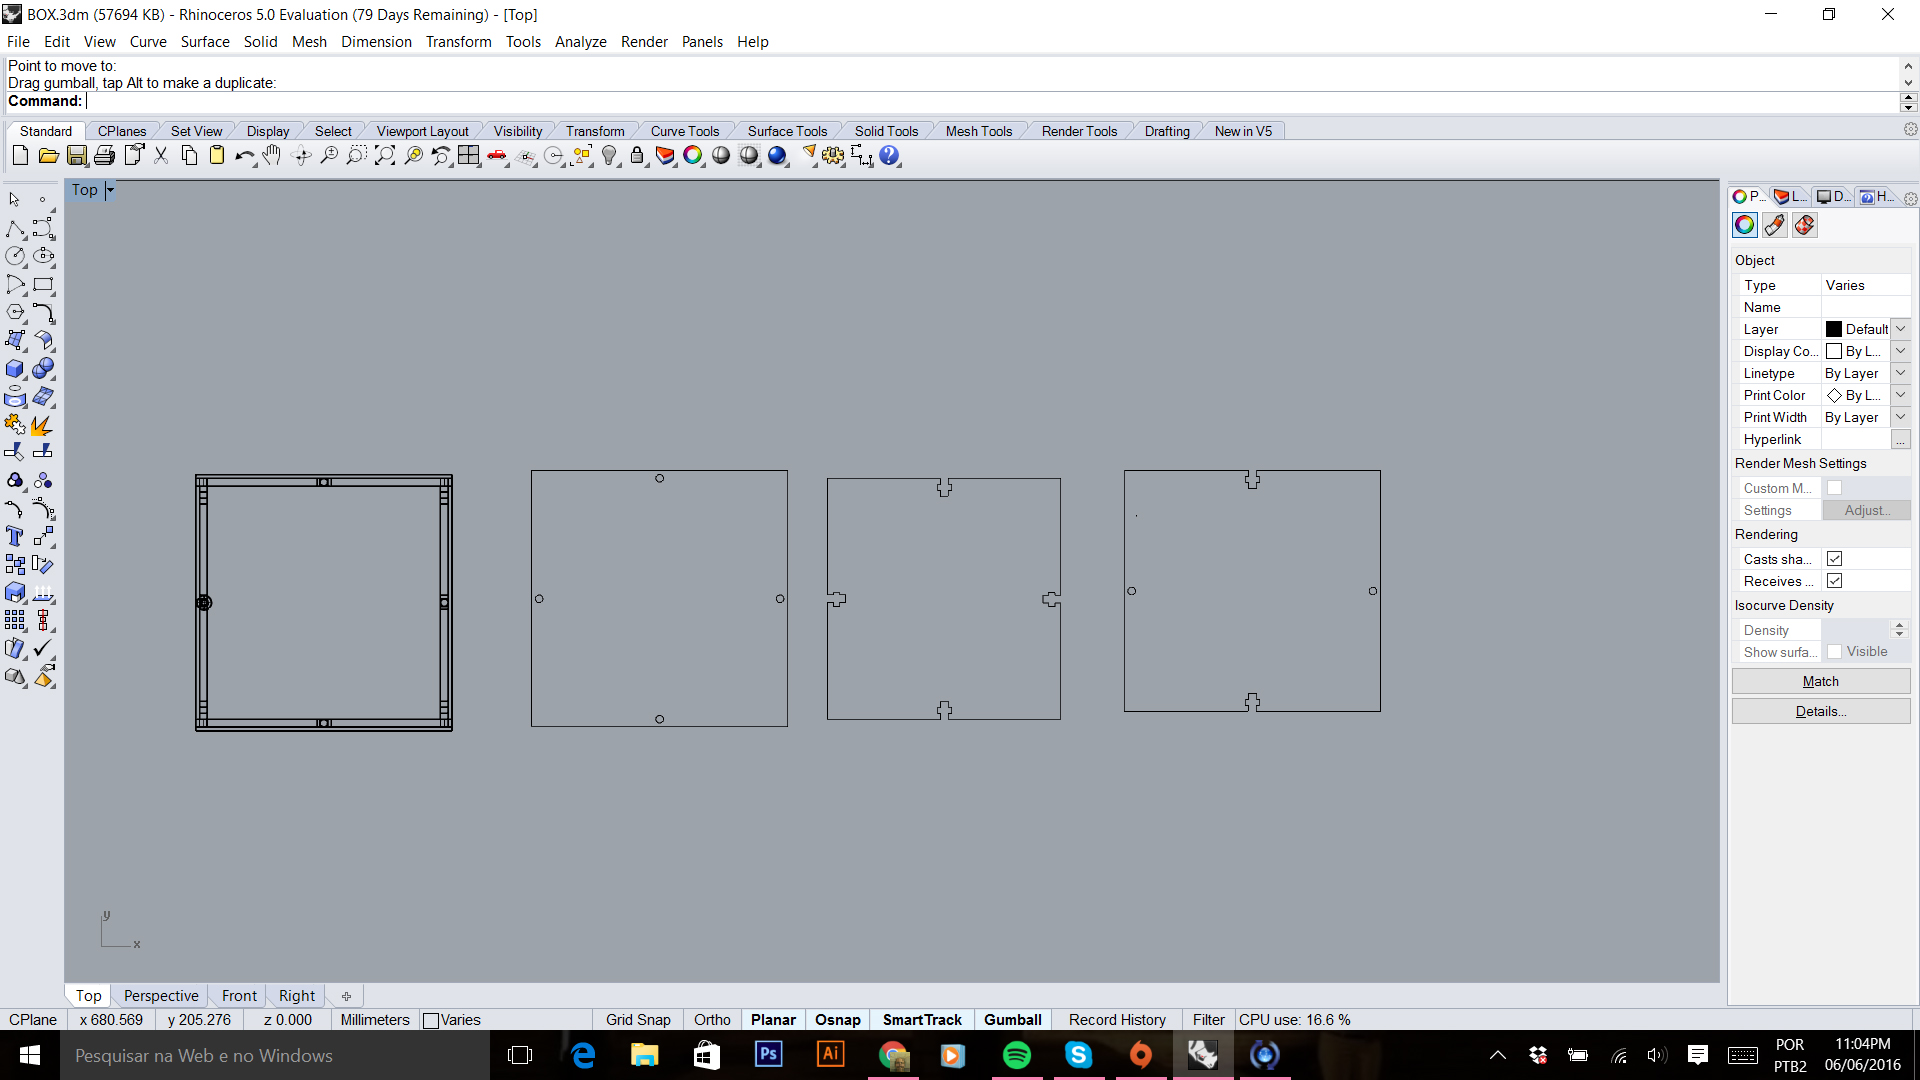 BOX.3dm (57694 KB) - Rhinoceros 5.0 Evaluation (79 Days Remaining) - [Top]
File Edit View Curve Surface Solid Mesh Dimension Transform Tools Analyze Render Panels Help
Point to move to:
Drag gumball, tap Alt to make a duplicate:
Command:
Standard CPlanes Set View Display Select Viewport Layout Visibility Transform Curve Tools Surface Tools Solid Tools Mesh Tools Render Tools Drafting New in V5
Top
P... L... D... H...
Object
Type Varies
Name
Layer Default
Display Co... By L...
Linetype By Layer
Print Color By L...
Print Width By Layer
Hyperlink ...
Render Mesh Settings
Custom M...
Settings Adjust...
Rendering
Casts sha...
Receives ...
Isocurve Density
Density
Show surfa... Visible
Match
Details...
y
x
Top Perspective Front Right
CPlane x 680.569 y 205.276 z 0.000 Millimeters Varies Grid Snap Ortho Planar Osnap SmartTrack Gumball Record History Filter CPU use: 16.6 %
Pesquisar na Web e no Windows
Ps Ai
POR 11:04PM
PTB2 06/06/2016